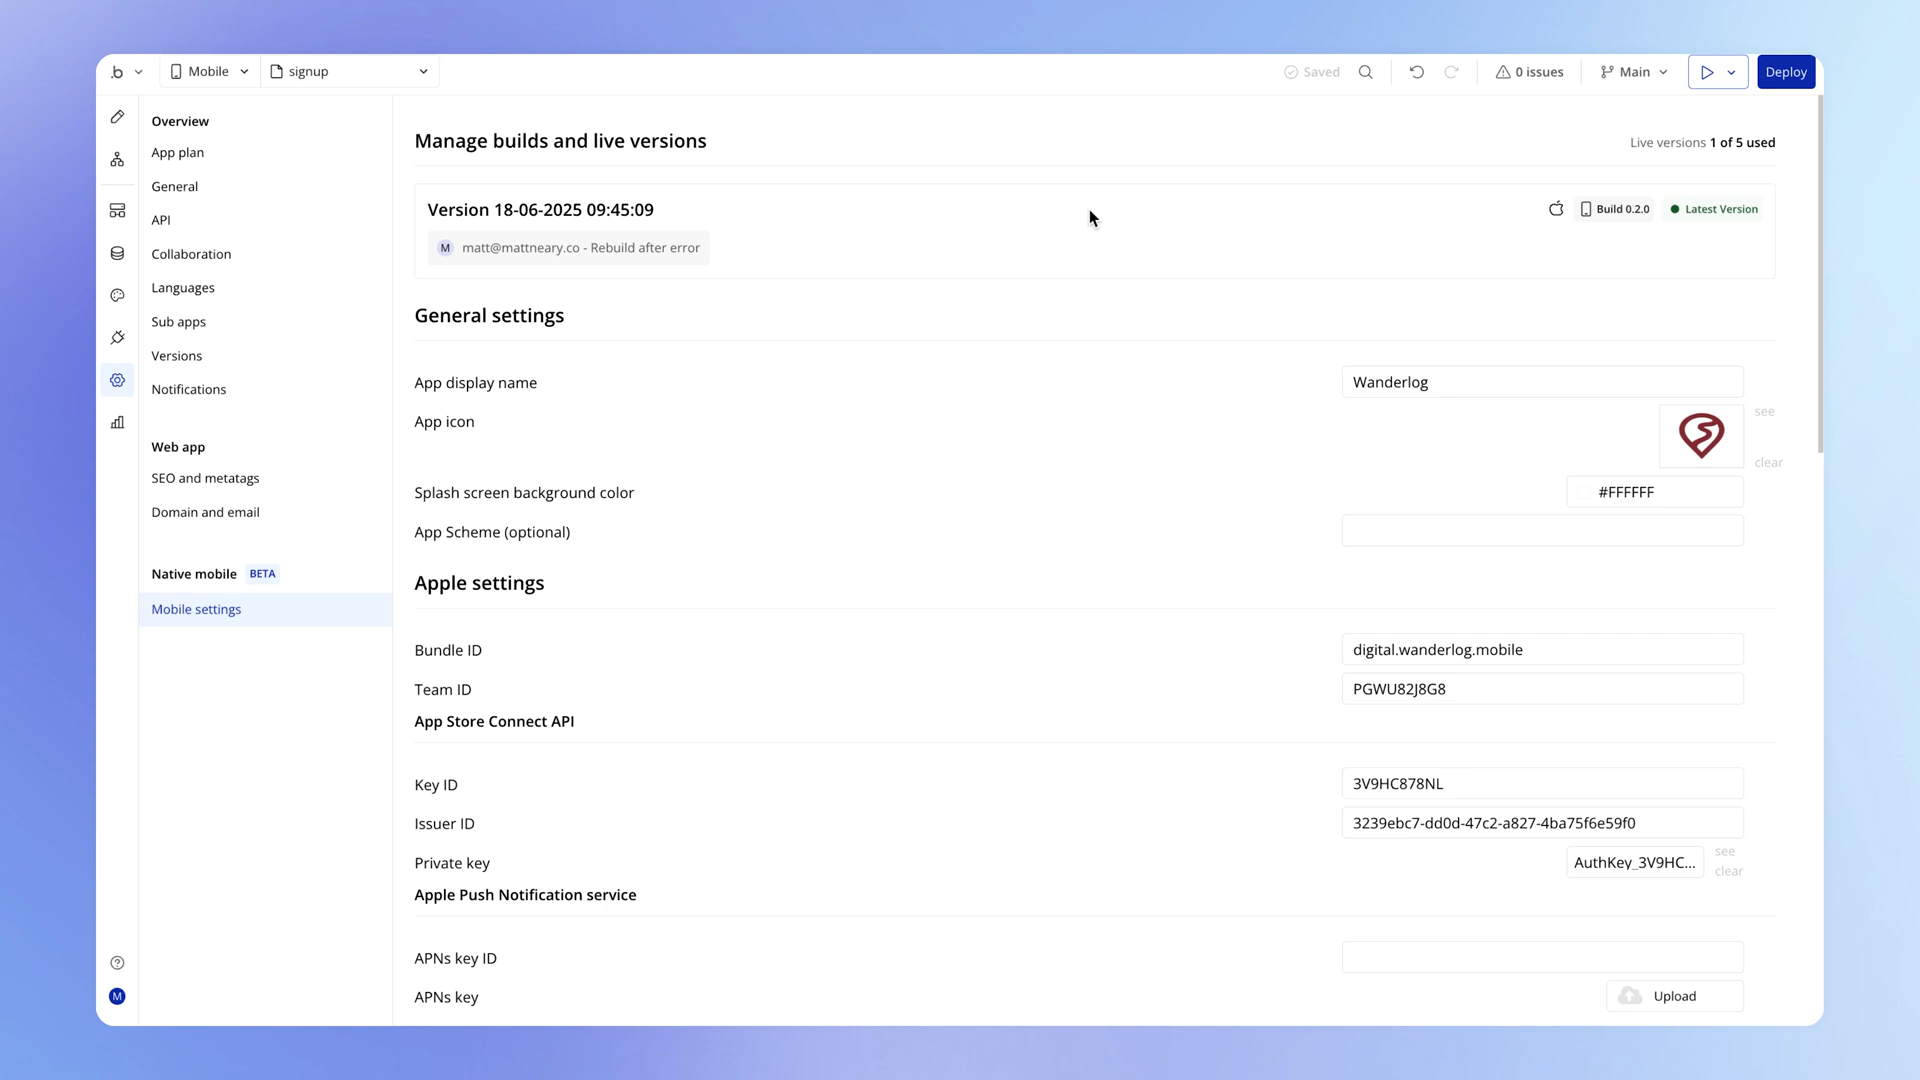 .b
Mobile
signup
Saved
0 issues
Main
Deploy
Overview
App plan
General
API
Collaboration
Languages
Sub apps
Versions
Notifications
Web app
SEO and metatags
Domain and email
Native mobile BETA
Mobile settings
M
Manage builds and live versions
Live versions 1 of 5 used
Version 18-06-2025 09:45:09
Build 0.2.0
Latest Version
M matt@mattneary.co - Rebuild after error
General settings
App display name
Wanderlog
App icon
see
clear
Splash screen background color
#FFFFFF
App Scheme (optional)
Apple settings
Bundle ID
digital.wanderlog.mobile
Team ID
PGWU82J8G8
App Store Connect API
Key ID
3V9HC878NL
Issuer ID
3239ebc7-dd0d-47c2-a827-4ba75f6e59f0
Private key
AuthKey_3V9HC...
see
clear
Apple Push Notification service
APNs key ID
APNs key
Upload